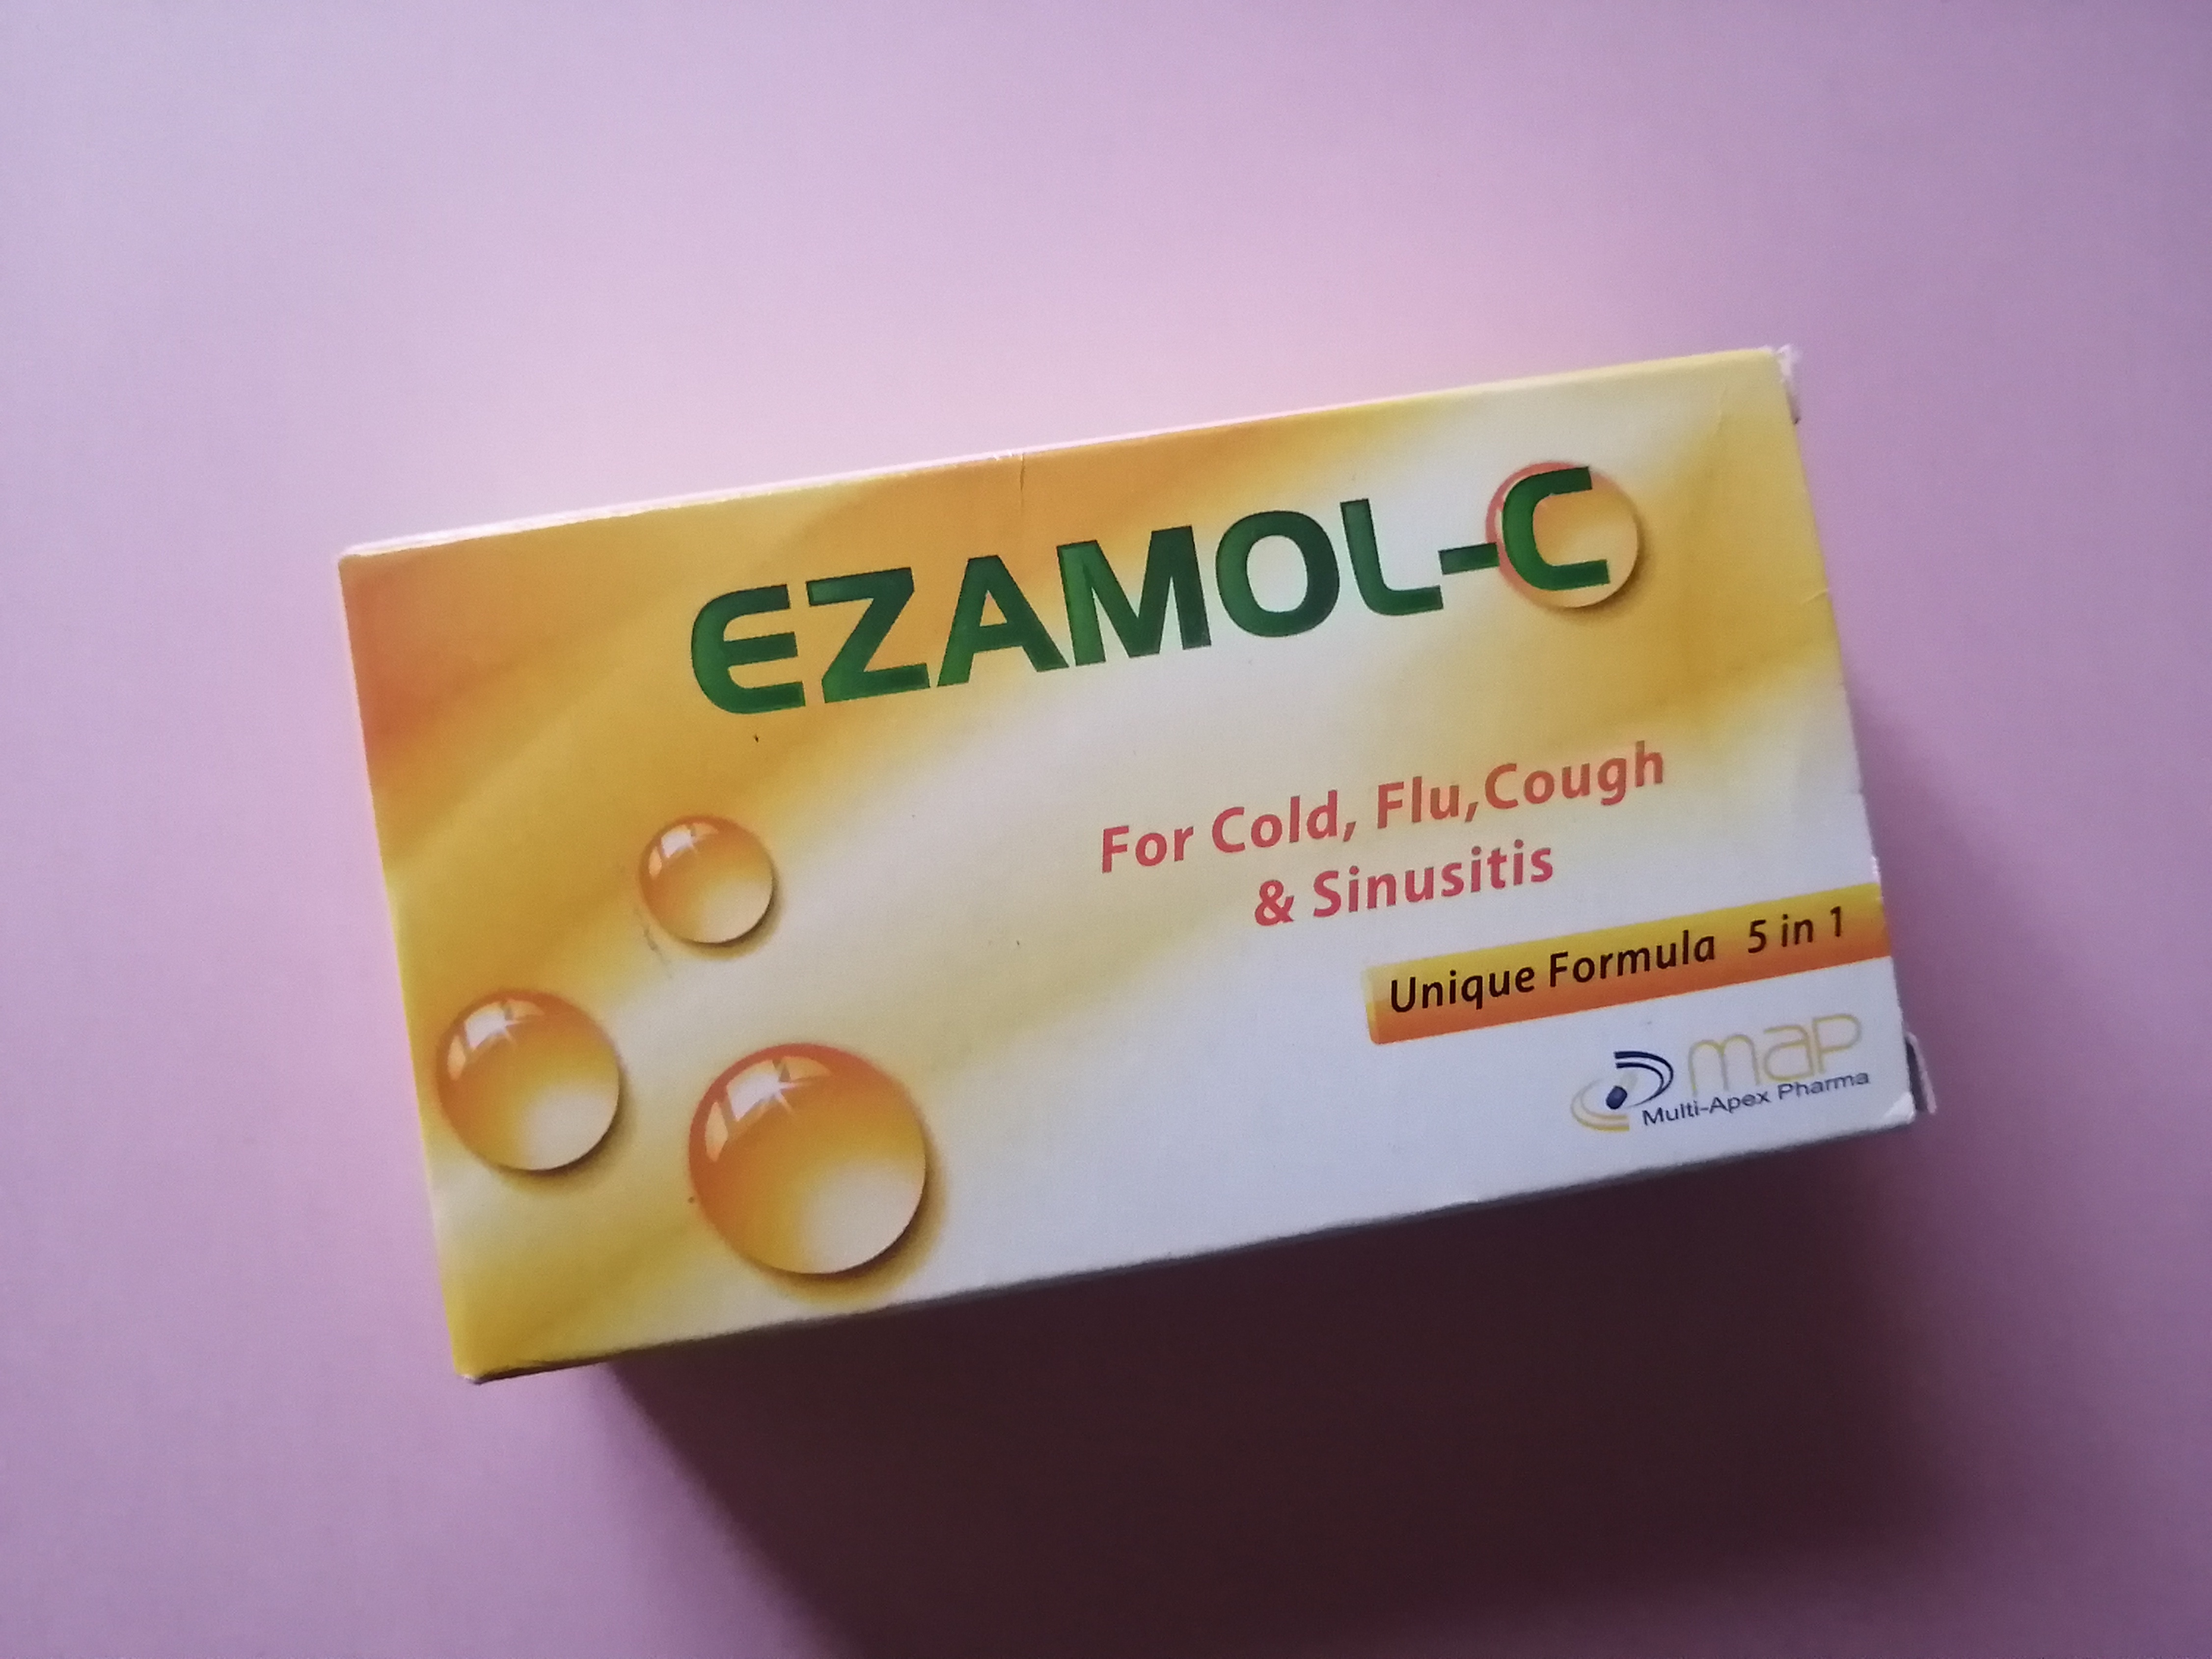 EZAMOL-C
For Cold, Flu,Cough
& Sinusitis
Unique Formula 5 in 1
map
Multi-Apex Pharma